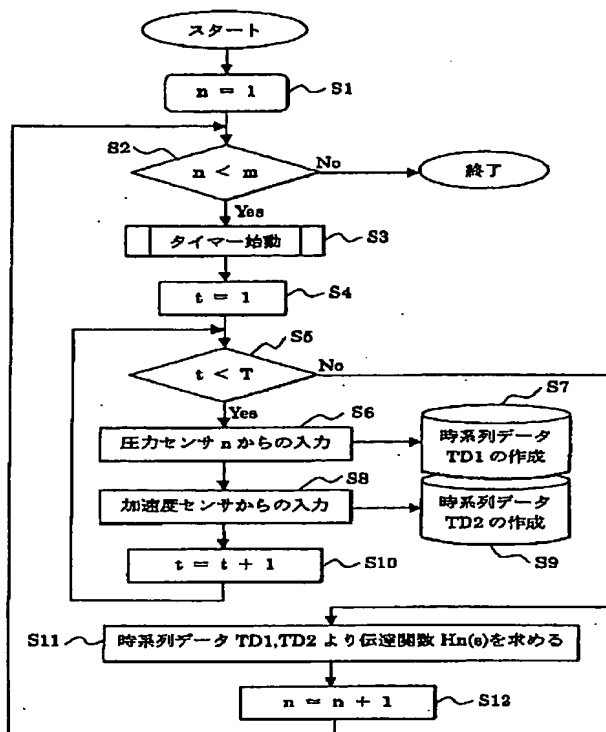 スタート
n = 1
S1
S2
n < m
No
終了
Yes
タイマー始動
S3
t = 1
S4
S5
t < T
No
Yes
S6
S7
圧力センサ n からの入力
時系列データ
TD1 の作成
S8
加速度センサからの入力
時系列データ
TD2 の作成
S9
t = t + 1
S10
S11
時系列データ TD1,TD2 より伝達関数 Hn(s)を求める
n = n + 1
S12